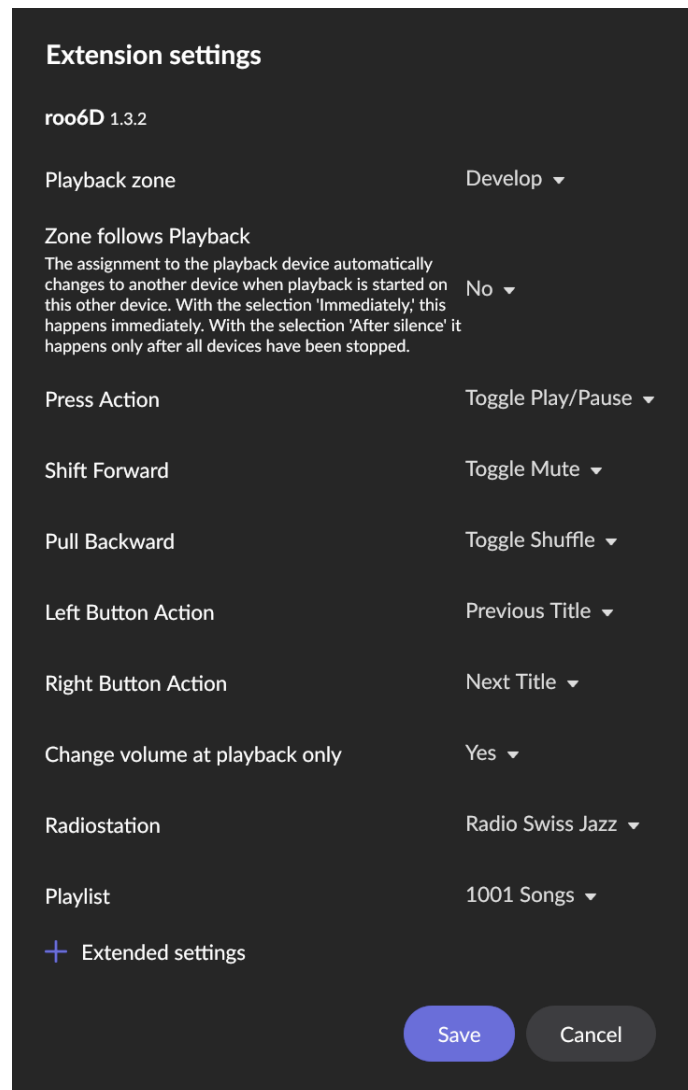 Extension settings
roo6D 1.3.2
Playback zone Develop
Zone follows Playback
The assignment to the playback device automatically
changes to another device when playback is started on
this other device. With the selection 'Immediately,' this
happens immediately. With the selection 'After silence' it
happens only after all devices have been stopped.
No
Press Action Toggle Play/Pause
Shift Forward Toggle Mute
Pull Backward Toggle Shuffle
Left Button Action Previous Title
Right Button Action Next Title
Change volume at playback only Yes
Radiostation Radio Swiss Jazz
Playlist 1001 Songs
+ Extended settings
Save Cancel